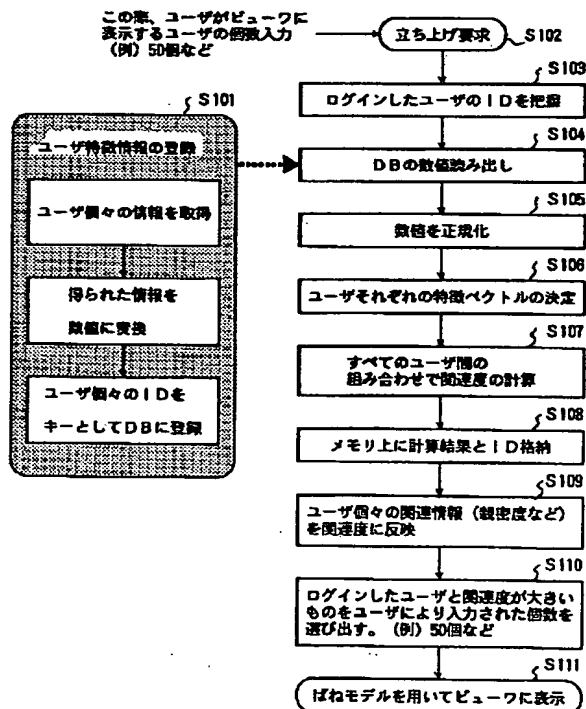 この際、ユーザがビューワに
表示するユーザの個数入力
(例)50個など
立ち上げ要求
S102
S103
ログインしたユーザのIDを把握
S104
DBの数値読み出し
S105
数値を正規化
S106
ユーザそれぞれの特徴ベクトルの決定
S107
すべてのユーザ間の
組み合わせで関連度の計算
S108
メモリ上に計算結果とID格納
S109
ユーザ個々の関連情報(親密度など)
を関連度に反映
S110
ログインしたユーザと関連度が大きい
ものをユーザにより入力された個数を
選び出す。(例)50個など
S111
ばねモデルを用いてビューワに表示
S101
ユーザ特徴情報の登録
ユーザ個々の情報を取得
得られた情報を
数値に変換
ユーザ個々のIDを
キーとしてDBに登録